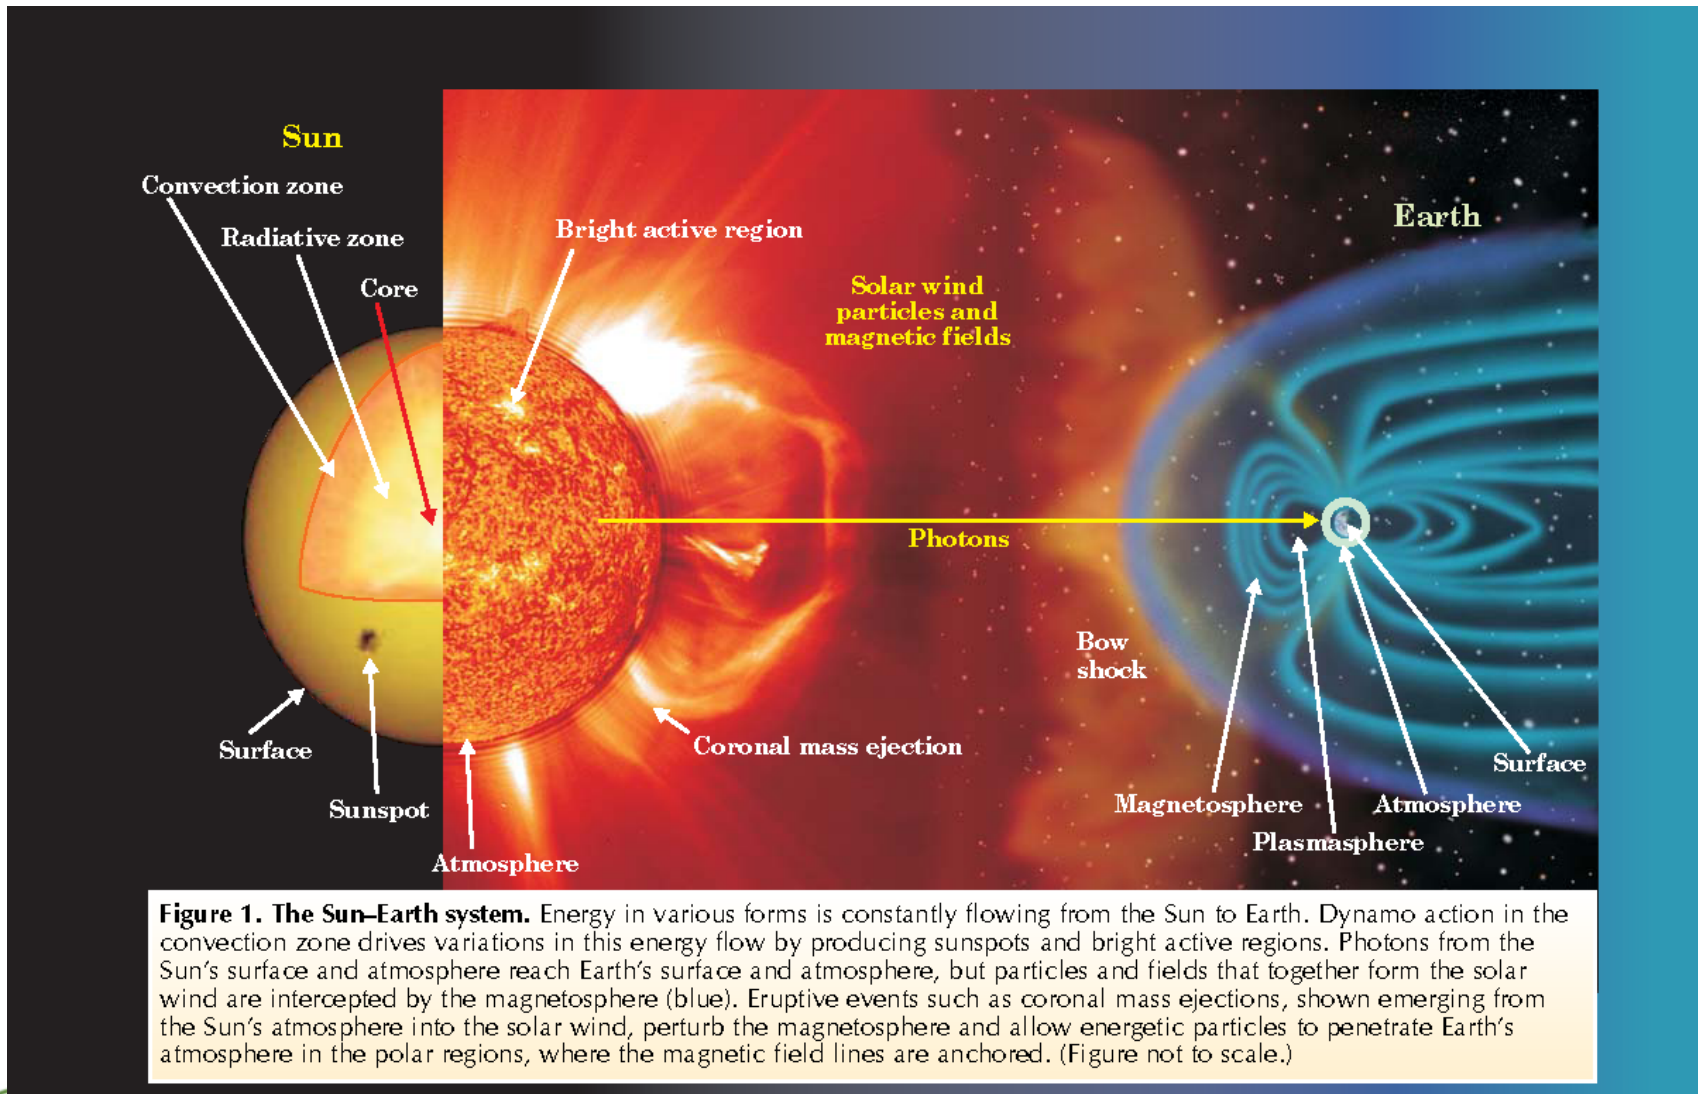 Sun
Convection zone
Radiative zone
Core
Bright active region
Solar wind
particles and
magnetic fields
Earth
Photons
Bow
shock
Surface
Sunspot
Atmosphere
Coronal mass ejection
Magnetosphere
Plasmasphere
Atmosphere
Surface
Figure 1. The Sun–Earth system. Energy in various forms is constantly flowing from the Sun to Earth. Dynamo action in the
convection zone drives variations in this energy flow by producing sunspots and bright active regions. Photons from the
Sun's surface and atmosphere reach Earth's surface and atmosphere, but particles and fields that together form the solar
wind are intercepted by the magnetosphere (blue). Eruptive events such as coronal mass ejections, shown emerging from
the Sun's atmosphere into the solar wind, perturb the magnetosphere and allow energetic particles to penetrate Earth's
atmosphere in the polar regions, where the magnetic field lines are anchored. (Figure not to scale.)